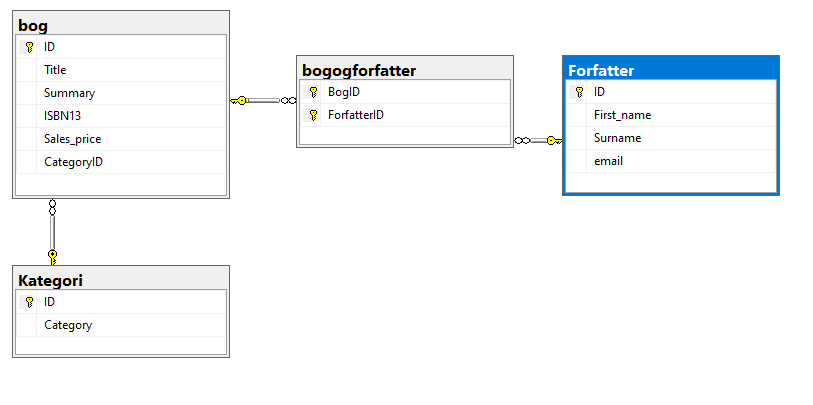 bog
ID
Title
Summary
ISBN13
Sales_price
CategoryID
bogogforfatter
BogID
ForfatterID
Forfatter
ID
First_name
Surname
email
Kategori
ID
Category